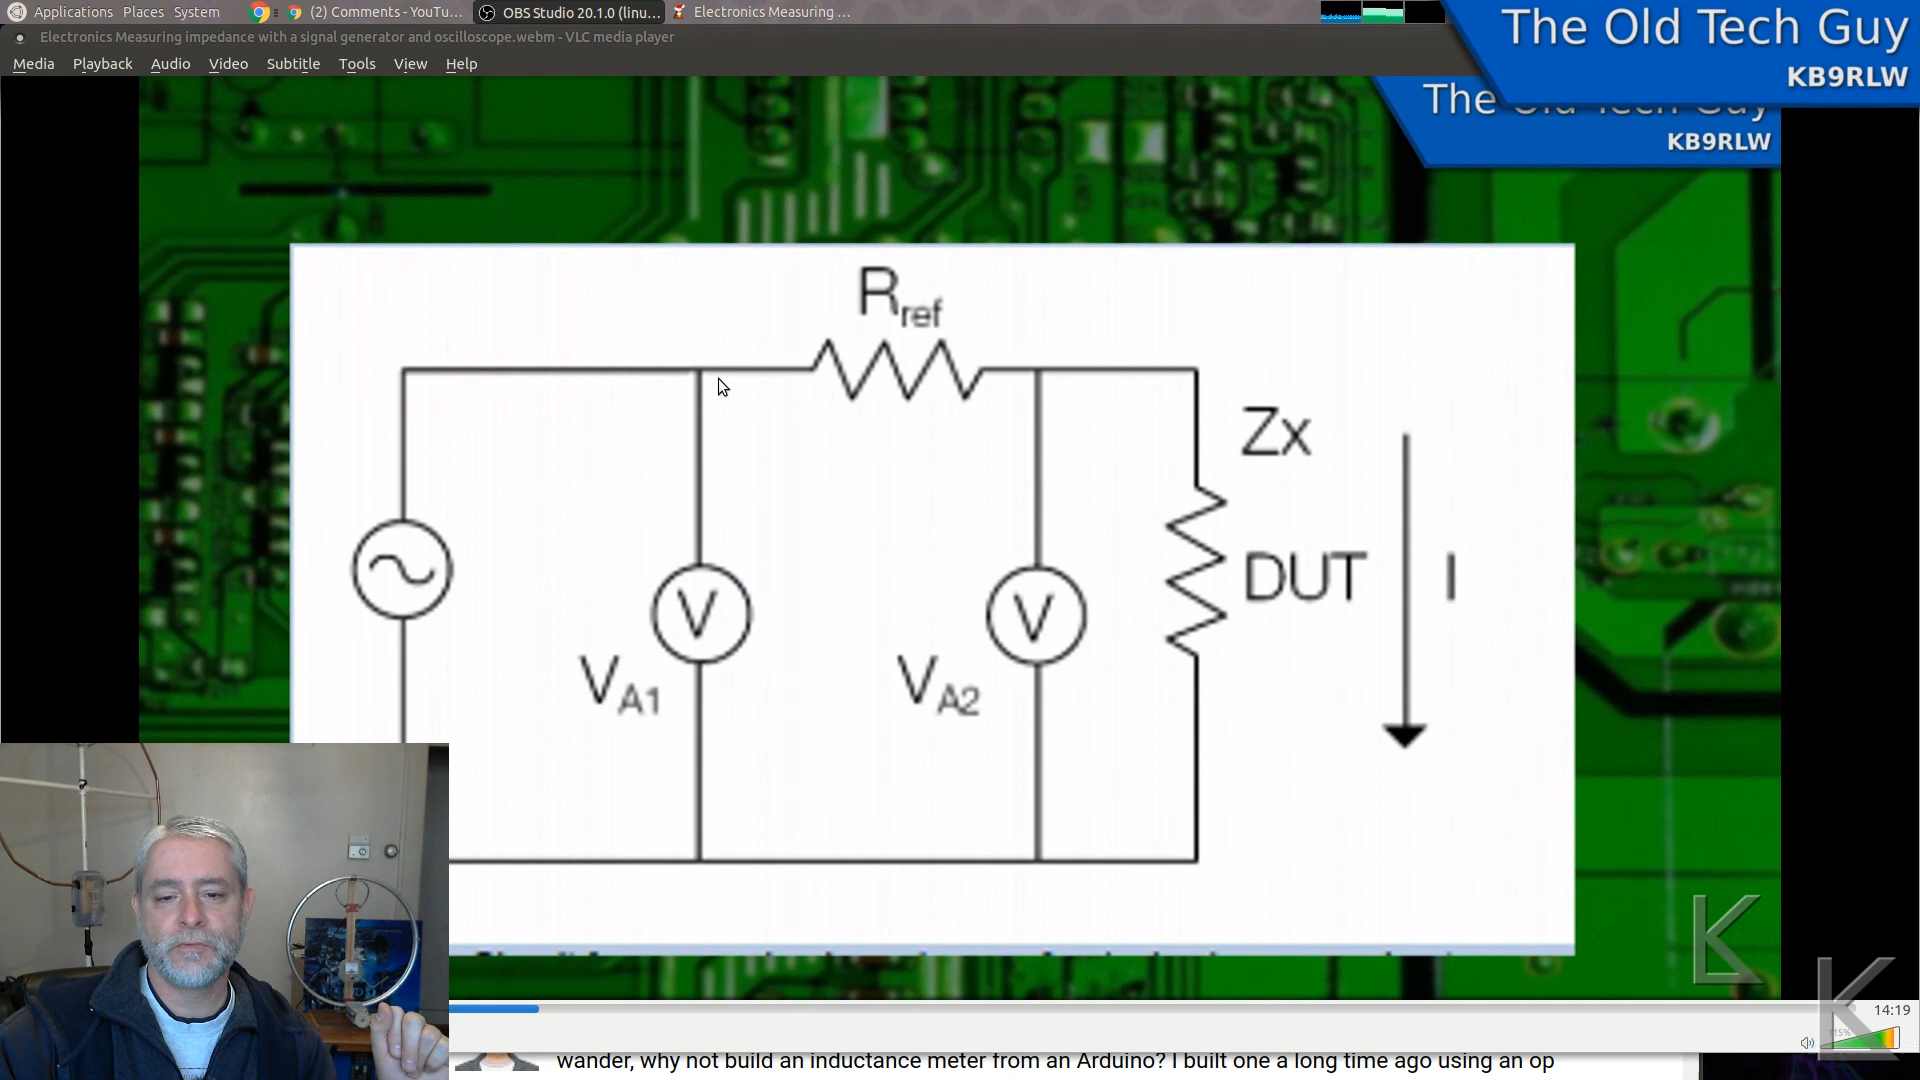 Applications Places System (2) Comments - YouTu... OBS Studio 20.1.0 (linu... Electronics Measuring ...
Electronics Measuring impedance with a signal generator and oscilloscope.webm - VLC media player
Media Playback Audio Video Subtitle Tools View Help
The Old Tech Guy
KB9RLW
The Old Tech Guy
KB9RLW
Rref
Zx
DUT
I
V
V
VA1
VA2
K
K
14:19
wander, why not build an inductance meter from an Arduino? I built one a long time ago using an op